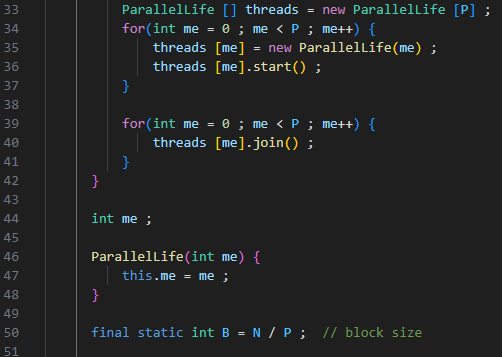 33 ParallelLife [] threads = new ParallelLife [P] ;
34 for(int me = 0 ; me < P ; me++) {
35 threads [me] = new ParallelLife(me) ;
36 threads [me].start() ;
37 }
38
39 for(int me = 0 ; me < P ; me++) {
40 threads [me].join() ;
41 }
42 }
43
44 int me ;
45
46 ParallelLife(int me) {
47 this.me = me ;
48 }
49
50 final static int B = N / P ;  // block size
51